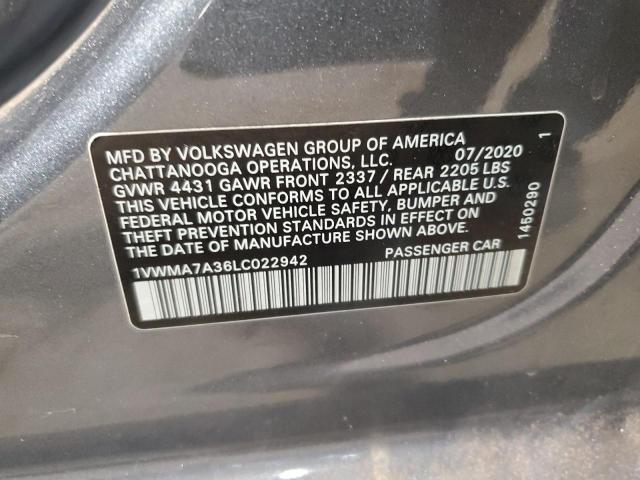 MFD BY VOLKSWAGEN GROUP OF AMERICA
CHATTANOOGA OPERATIONS, LLC. 07/2020 1
GVWR 4431 GAWR FRONT 2337 / REAR 2205 LBS
THIS VEHICLE CONFORMS TO ALL APPLICABLE U.S.
FEDERAL MOTOR VEHICLE SAFETY, BUMPER AND
THEFT PREVENTION STANDARDS IN EFFECT ON
THE DATE OF MANUFACTURE SHOWN ABOVE.
1VWMA7A36LC022942 PASSENGER CAR
1450290